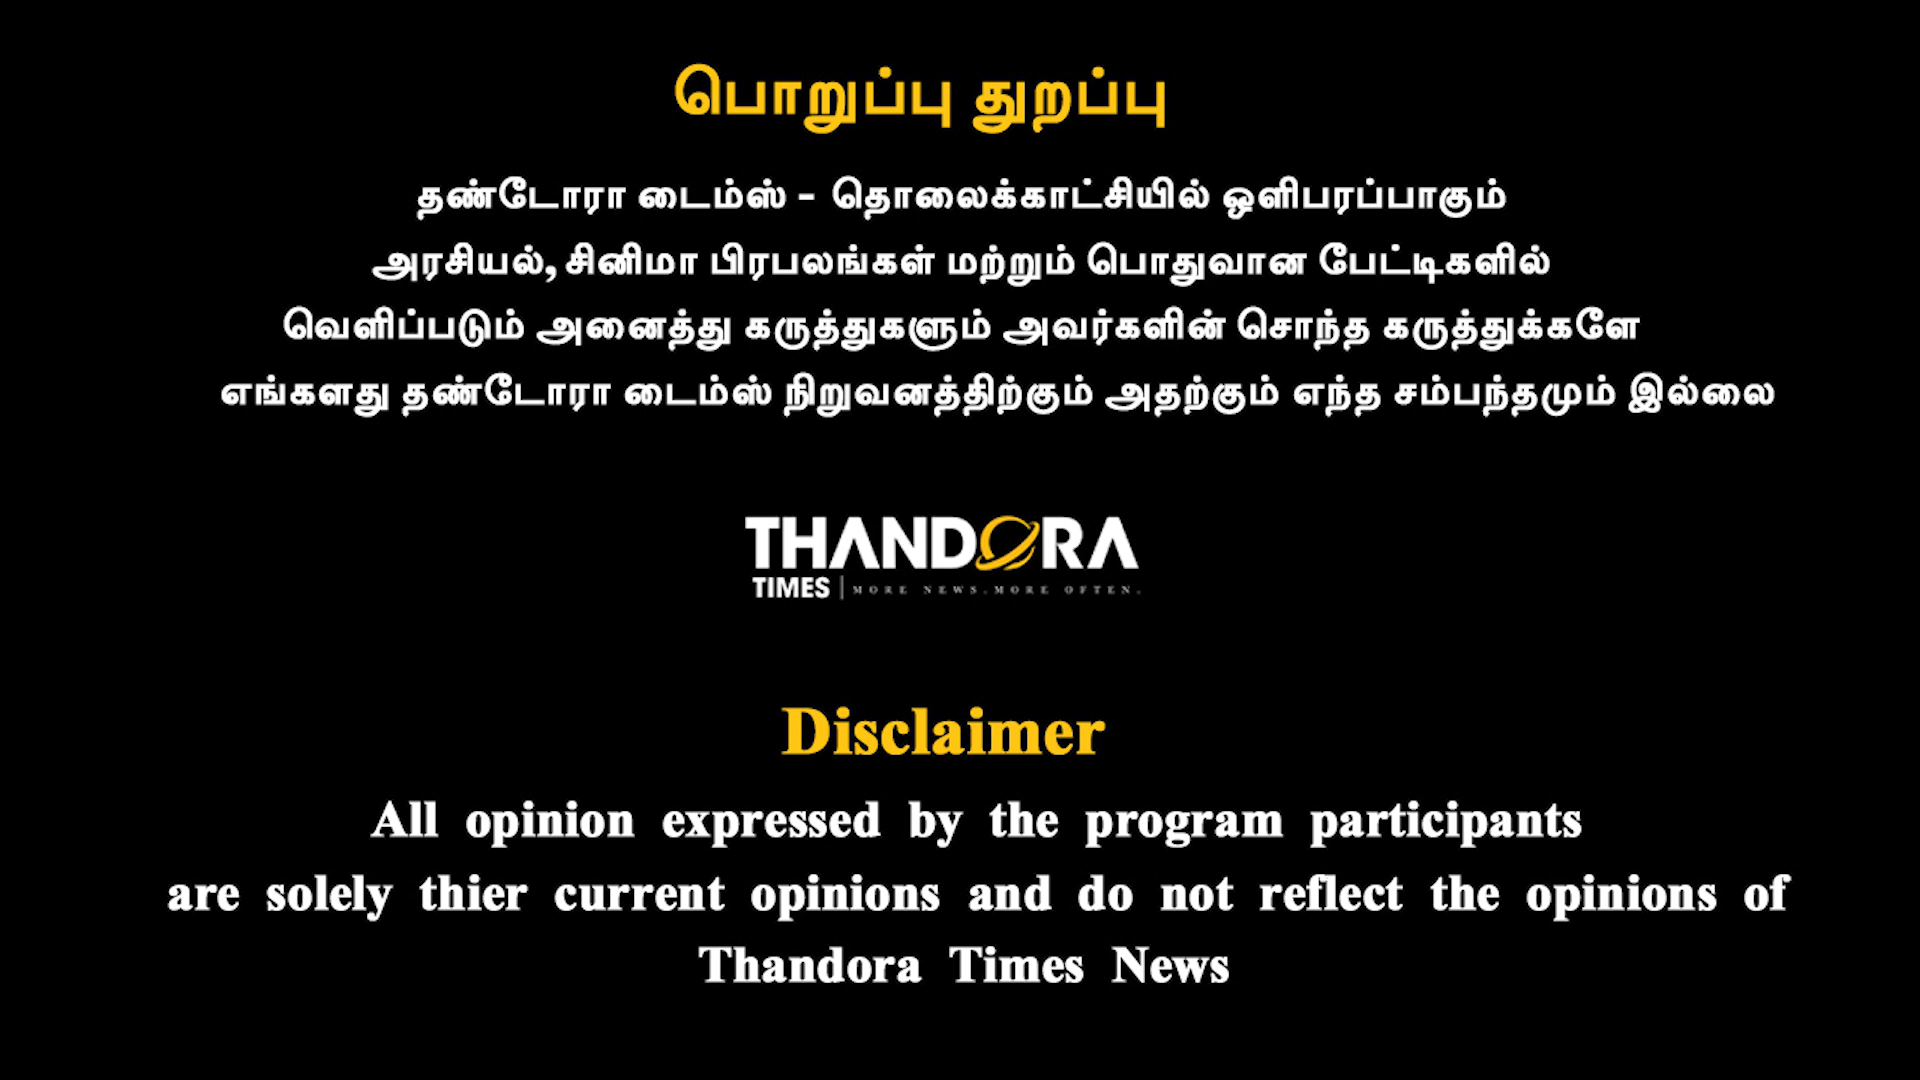 பொறுப்பு துறப்பு
தண்டோரா டைம்ஸ் - தொலைக்காட்சியில் ஒளிபரப்பாகும்
அரசியல், சினிமா பிரபலங்கள் மற்றும் பொதுவான பேட்டிகளில்
வெளிப்படும் அனைத்து கருத்துகளும் அவர்களின் சொந்த கருத்துக்களே
எங்களது தண்டோரா டைம்ஸ் நிறுவனத்திற்கும் அதற்கும் எந்த சம்பந்தமும் இல்லை
THANDORA
TIMES | MORE NEWS. MORE OFTEN.
Disclaimer
All opinion expressed by the program participants
are solely thier current opinions and do not reflect the opinions of
Thandora Times News